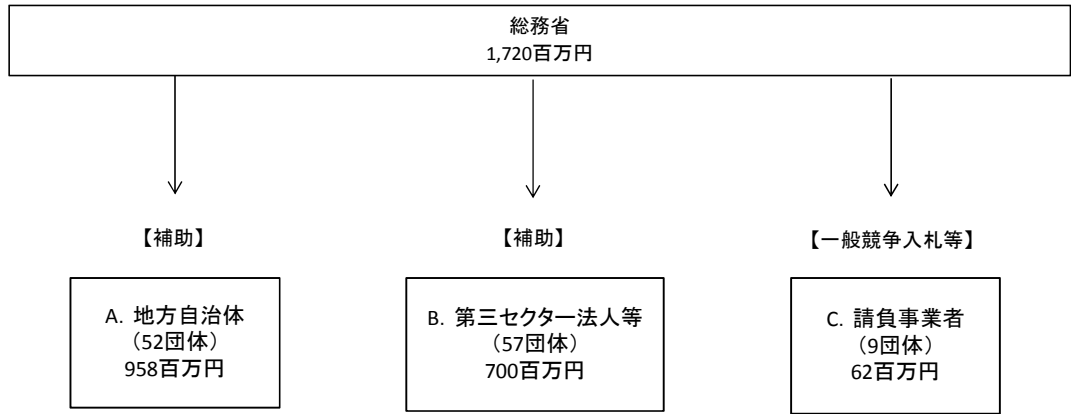 総務省
1,720百万円
【補助】
【補助】
【一般競争入札等】
A. 地方自治体
（52団体）
958百万円
B. 第三セクター法人等
（57団体）
700百万円
C. 請負事業者
（9団体）
62百万円